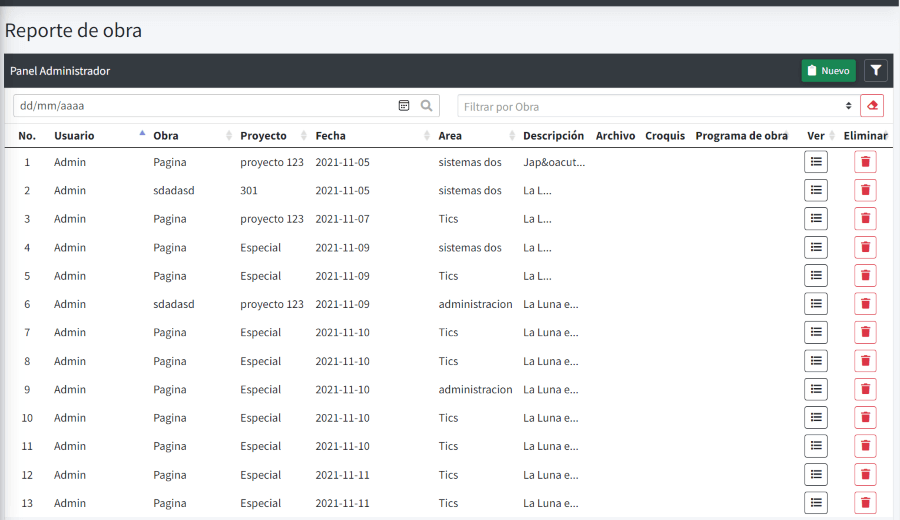 Reporte de obra
Panel Administrador Nuevo
dd/mm/aaaa Filtrar por Obra
No. Usuario Obra Proyecto Fecha Area Descripción Archivo Croquis Programa de obra Ver Eliminar
1 Admin Pagina proyecto 123 2021-11-05 sistemas dos Jap&oacut...
2 Admin sdadasd 301 2021-11-05 sistemas dos La L...
3 Admin Pagina proyecto 123 2021-11-07 Tics La L...
4 Admin Pagina Especial 2021-11-09 sistemas dos La L...
5 Admin Pagina Especial 2021-11-09 Tics La L...
6 Admin sdadasd proyecto 123 2021-11-09 administracion La Luna e...
7 Admin Pagina Especial 2021-11-10 Tics La Luna e...
8 Admin Pagina Especial 2021-11-10 Tics La Luna e...
9 Admin Pagina Especial 2021-11-10 administracion La Luna e...
10 Admin Pagina Especial 2021-11-10 Tics La Luna e...
11 Admin Pagina Especial 2021-11-10 Tics La Luna e...
12 Admin Pagina Especial 2021-11-11 Tics La Luna e...
13 Admin Pagina Especial 2021-11-11 Tics La Luna e...